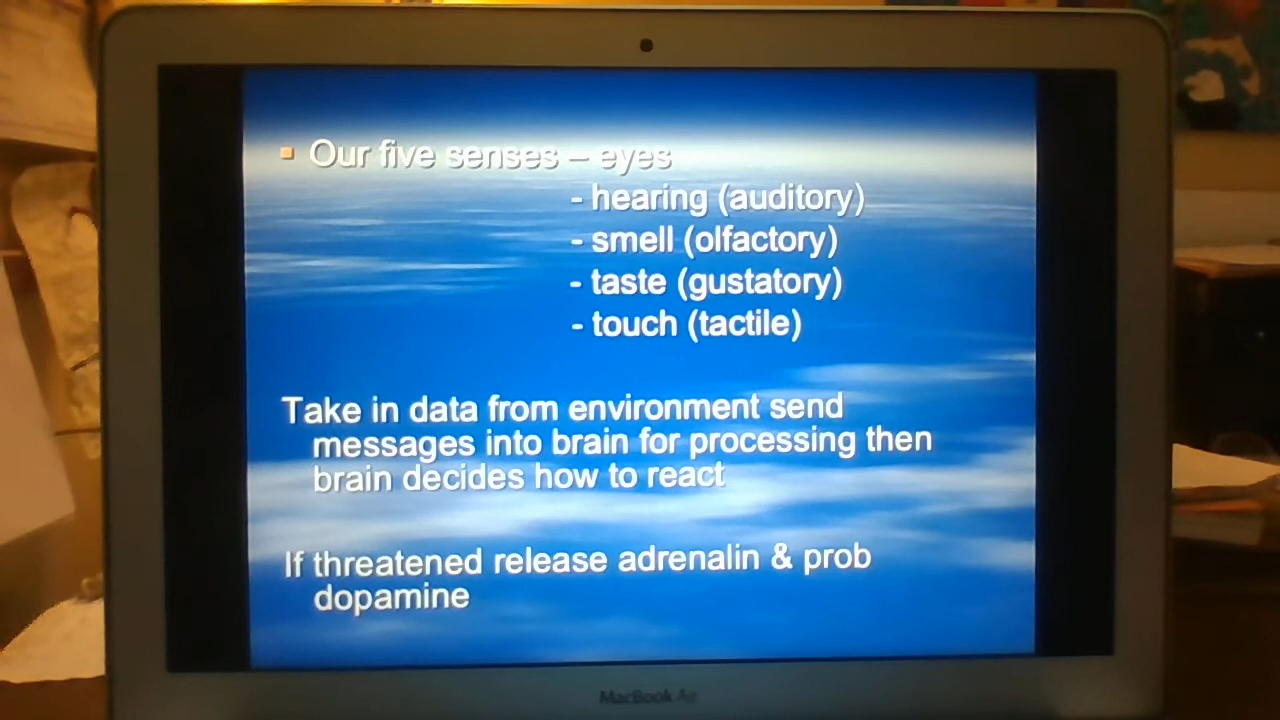 Our five senses – eyes
- hearing (auditory)
- smell (olfactory)
- taste (gustatory)
- touch (tactile)
Take in data from environment send
messages into brain for processing then
brain decides how to react
If threatened release adrenalin & prob
dopamine
MacBook Air